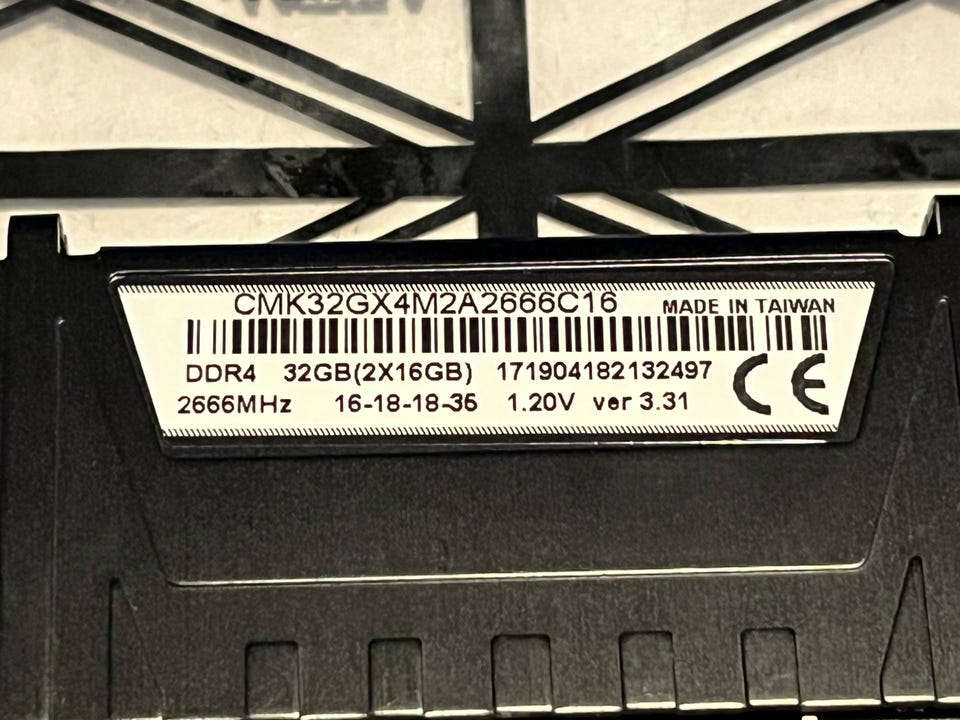 CMK32GX4M2A2666C16 MADE IN TAIWAN
DDR4 32GB(2X16GB) 171904182132497
2666MHz 16-18-18-35 1.20V ver 3.31
CE